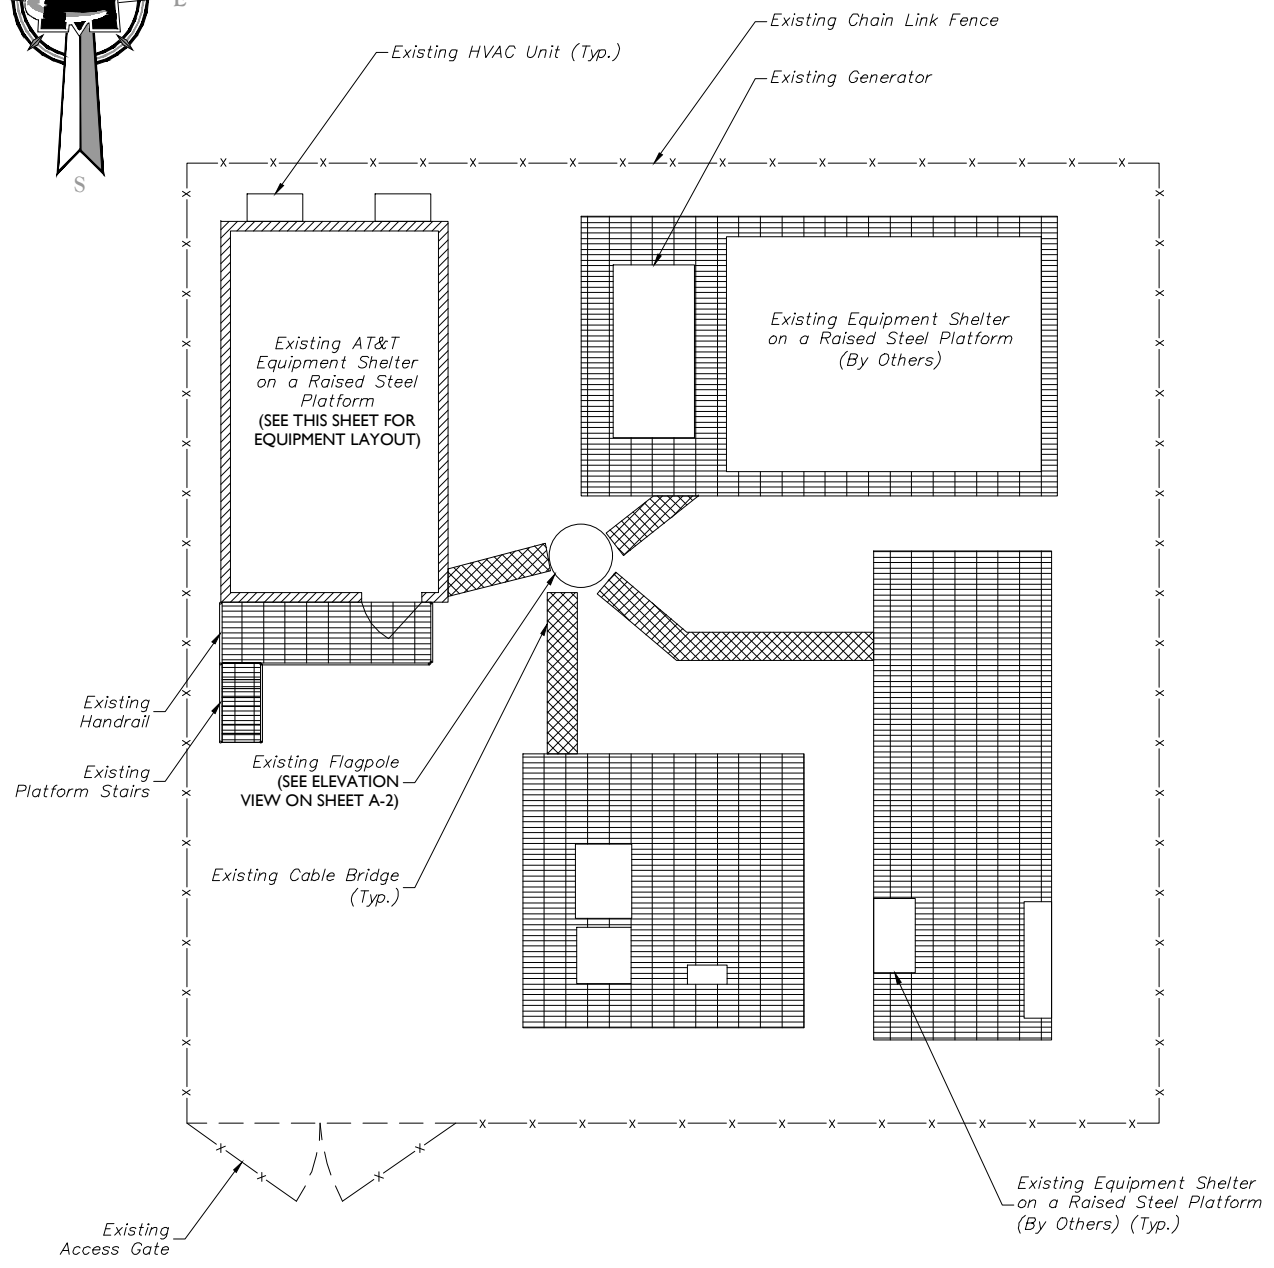 E
S
Existing HVAC Unit (Typ.)
Existing Chain Link Fence
Existing Generator
Existing AT&T
Equipment Shelter
on a Raised Steel
Platform
(SEE THIS SHEET FOR
EQUIPMENT LAYOUT)
Existing Equipment Shelter
on a Raised Steel Platform
(By Others)
Existing
Handrail
Existing
Platform Stairs
Existing Flagpole
(SEE ELEVATION
VIEW ON SHEET A-2)
Existing Cable Bridge
(Typ.)
Existing
Access Gate
Existing Equipment Shelter
on a Raised Steel Platform
(By Others) (Typ.)